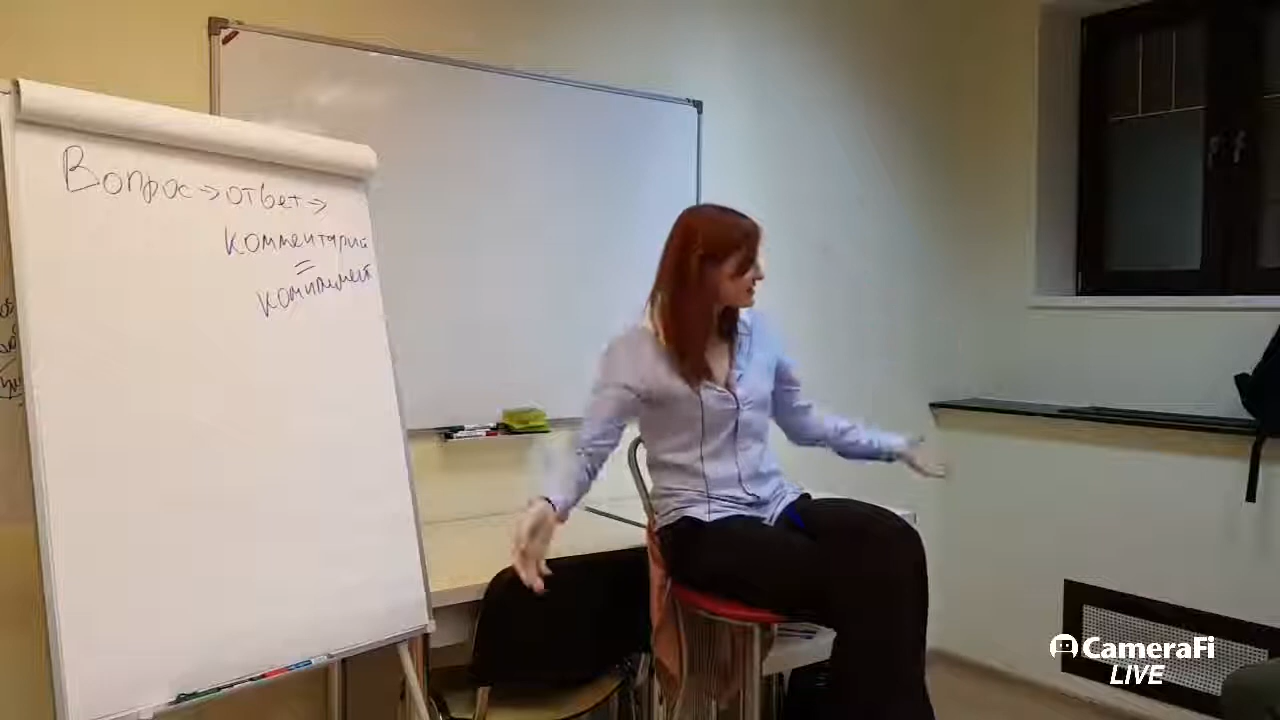 Вопрос → ответ →
комментарий
=
комплимент
CameraFi
LIVE